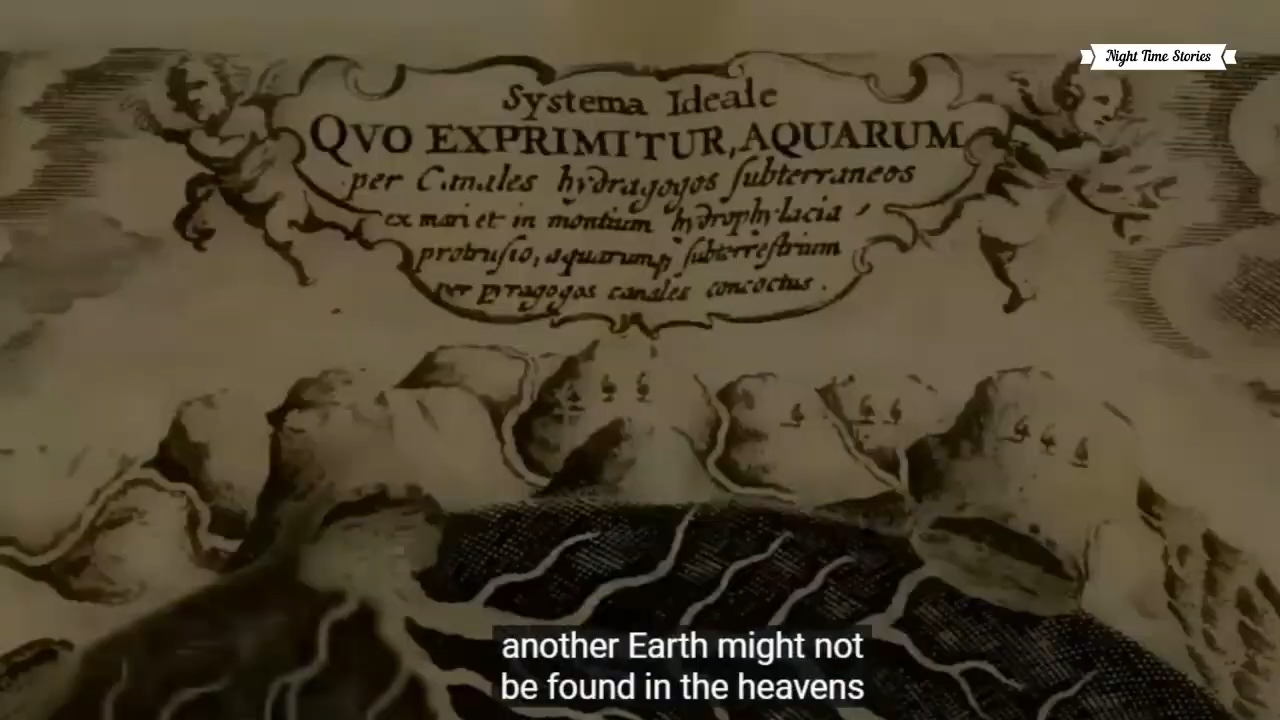 Night Time Stories
Systema Ideale
QVO EXPRIMITUR, AQUARUM
per Canales hydragogos subterraneos
ex mari et in montium hydrophylacia
protrusio, aquarumq subterrestrium
per pyragogos canales concoctus.
another Earth might not
be found in the heavens